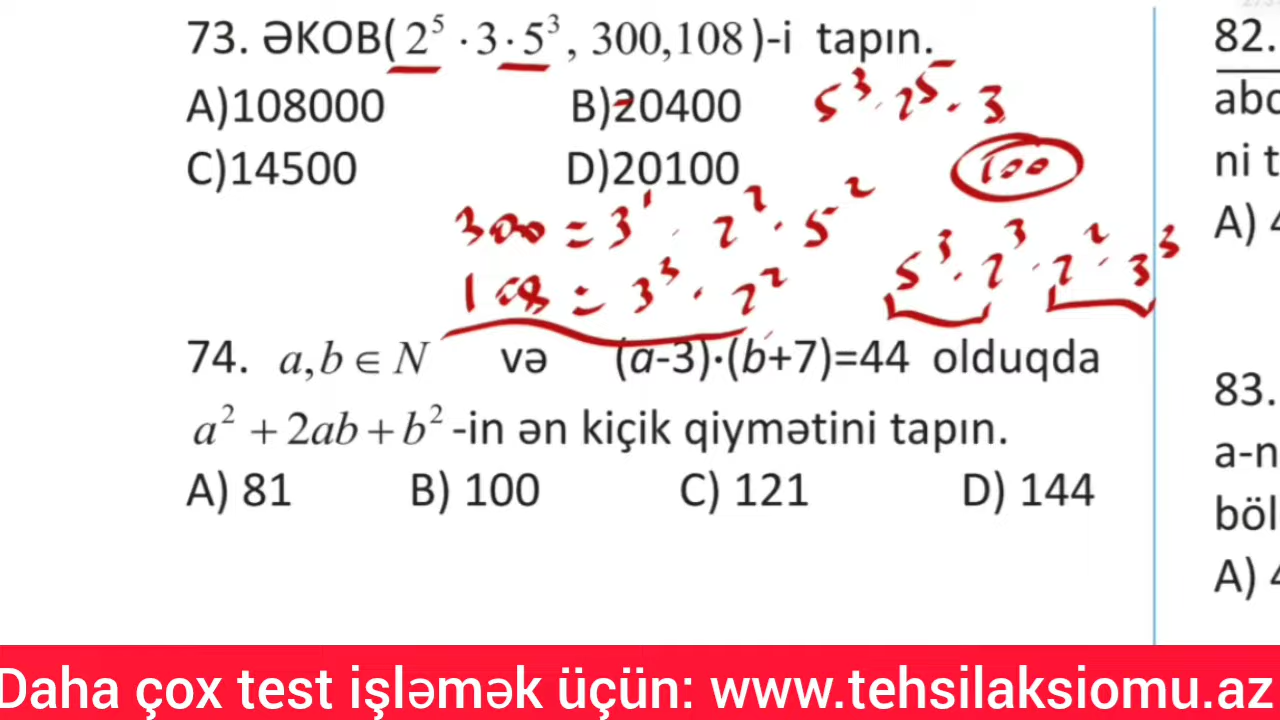 73. ƏKOB( 2⁵ · 3 · 5³ , 300,108 )-i tapın.
A)108000 B)20400
C)14500 D)20100
5³ · 2⁵ · 3
100
300 = 3¹ · 2² · 5²
108 = 3³ · 2²
5³ · 2³ · 2² · 3³
74. a,b ∈ N və (a-3)·(b+7)=44 olduqda
a² + 2ab + b² -in ən kiçik qiymətini tapın.
A) 81 B) 100 C) 121 D) 144
82.
abc
ni t
A) 4
83.
a-n
böl
A) 4
Daha çox test işləmək üçün: www.tehsilaksiomu.az